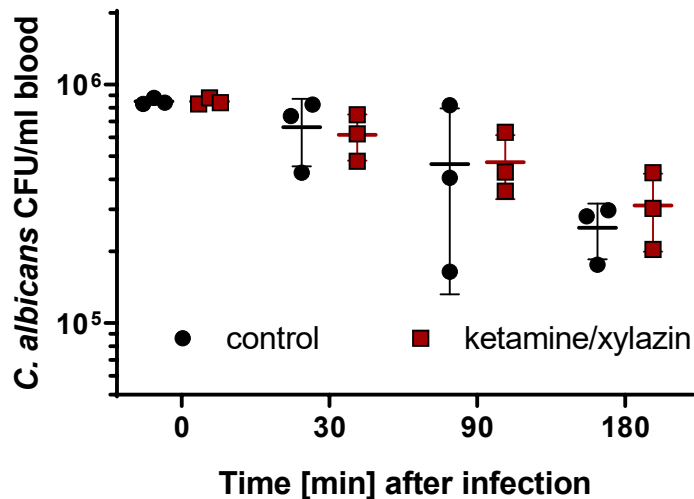 C. albicans CFU/ml blood
10⁶
10⁵
control
ketamine/xylazin
0 30 90 180
Time [min] after infection